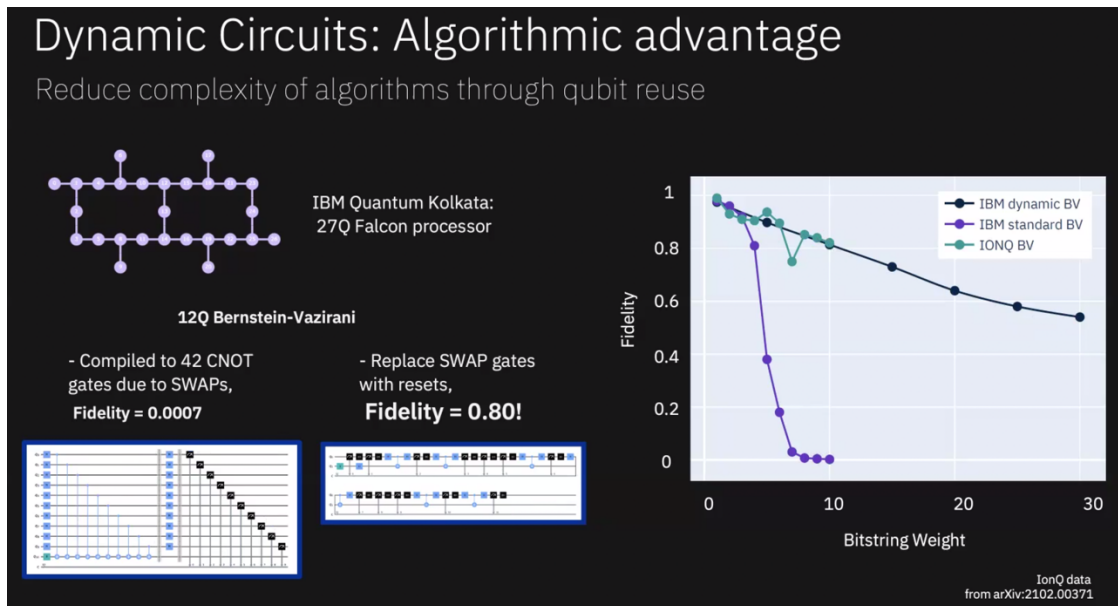 Dynamic Circuits: Algorithmic advantage
Reduce complexity of algorithms through qubit reuse
IBM Quantum Kolkata:
27Q Falcon processor
12Q Bernstein-Vazirani
- Compiled to 42 CNOT
gates due to SWAPs,
Fidelity = 0.0007
- Replace SWAP gates
with resets,
Fidelity = 0.80!
IBM dynamic BV
IBM standard BV
IONQ BV
Fidelity
1
0.8
0.6
0.4
0.2
0
0
10
20
30
Bitstring Weight
IonQ data
from arXiv:2102.00371